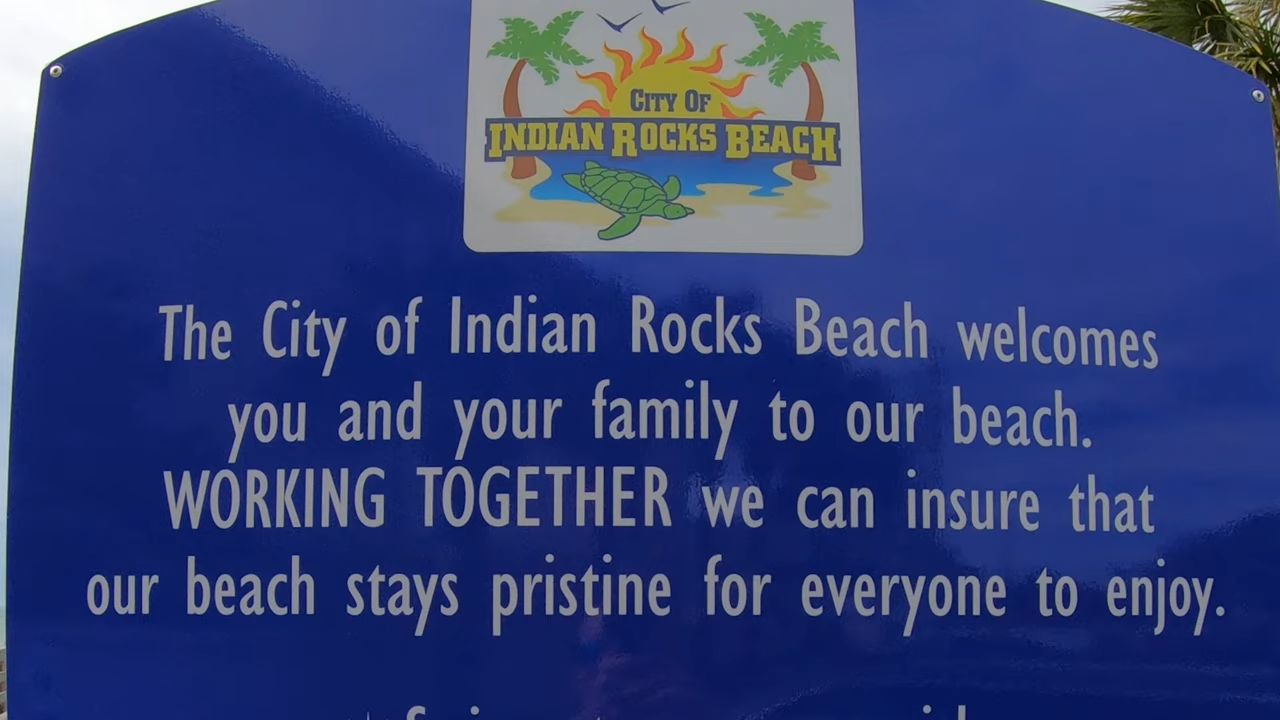 CITY OF
INDIAN ROCKS BEACH
The City of Indian Rocks Beach welcomes
you and your family to our beach.
WORKING TOGETHER we can insure that
our beach stays pristine for everyone to enjoy.